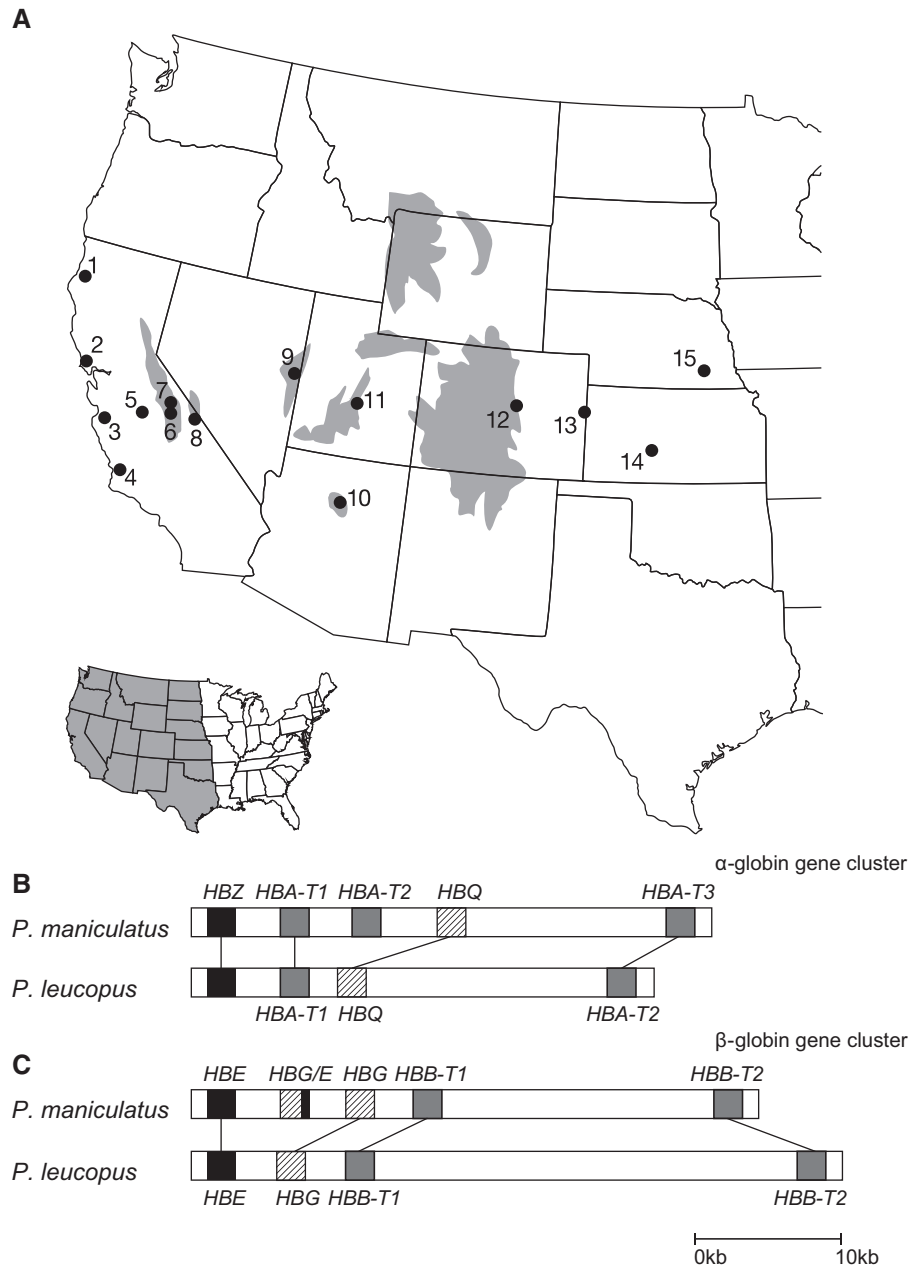 A
1
2
3
4
5
6
7
8
9
10
11
12
13
14
15
α-globin gene cluster
B
HBZ HBA-T1 HBA-T2 HBQ HBA-T3
P. maniculatus
P. leucopus
HBA-T1 HBQ HBA-T2
β-globin gene cluster
C
HBE HBG/E HBG HBB-T1 HBB-T2
P. maniculatus
P. leucopus
HBE HBG HBB-T1 HBB-T2
0kb 10kb